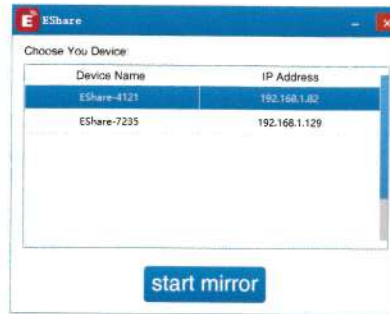 EShare
Choose You Device:
Device Name IP Address
EShare-4121 192.168.1.82
EShare-7235 192.168.1.129
start mirror